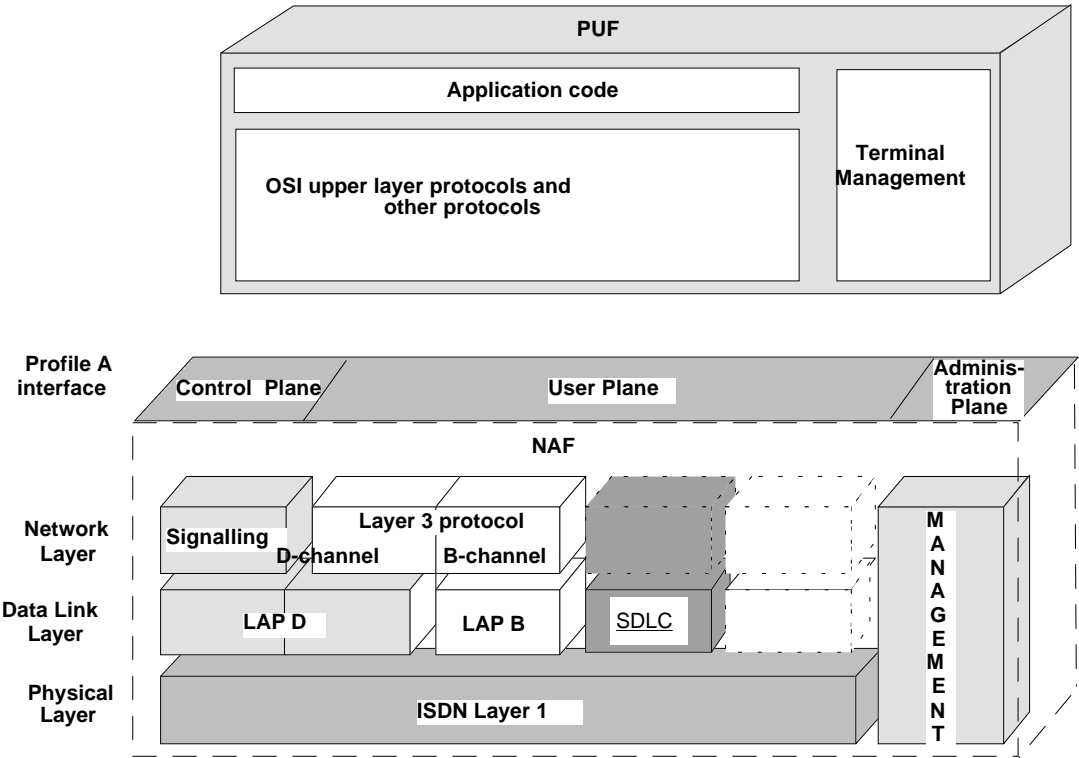 PUF
Application code
OSI upper layer protocols and
other protocols
Terminal
Management
Profile A
interface
Control Plane
User Plane
Adminis-
tration
Plane
NAF
Network
Layer
Signalling
Layer 3 protocol
D-channel
B-channel
Data Link
Layer
LAP D
LAP B
SDLC
Physical
Layer
ISDN Layer 1
M
A
N
A
G
E
M
E
N
T